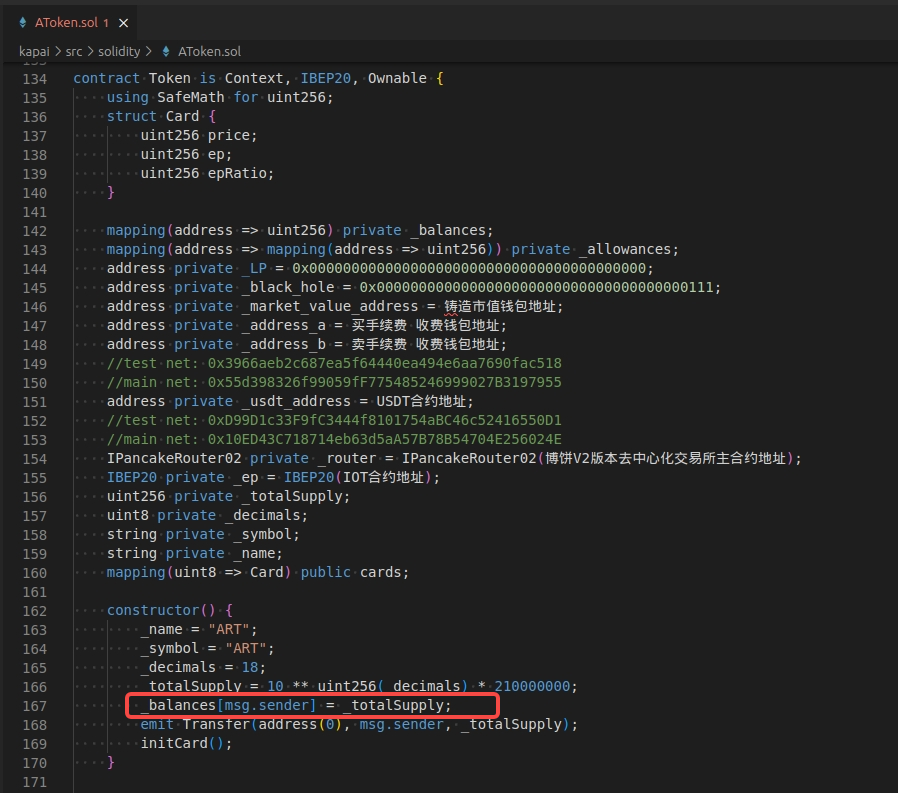 AToken.sol 1
kapai > src > solidity > AToken.sol
134 contract Token is Context, IBEP20, Ownable {
135 using SafeMath for uint256;
136 struct Card {
137 uint256 price;
138 uint256 ep;
139 uint256 epRatio;
140 }
141
142 mapping(address => uint256) private _balances;
143 mapping(address => mapping(address => uint256)) private _allowances;
144 address private _LP = 0x0000000000000000000000000000000000000000;
145 address private _black_hole = 0x0000000000000000000000000000000000000111;
146 address private _market_value_address = 铸造市值钱包地址;
147 address private _address_a = 买手续费 收费钱包地址;
148 address private _address_b = 卖手续费 收费钱包地址;
149 //test net: 0x3966aeb2c687ea5f64440ea494e6aa7690fac518
150 //main net: 0x55d398326f99059fF775485246999027B3197955
151 address private _usdt_address = USDT合约地址;
152 //test net: 0xD99D1c33F9fC3444f8101754aBC46c52416550D1
153 //main net: 0x10ED43C718714eb63d5aA57B78B54704E256024E
154 IPancakeRouter02 private _router = IPancakeRouter02(博饼V2版本去中心化交易所主合约地址);
155 IBEP20 private _ep = IBEP20(IOT合约地址);
156 uint256 private _totalSupply;
157 uint8 private _decimals;
158 string private _symbol;
159 string private _name;
160 mapping(uint8 => Card) public cards;
161
162 constructor() {
163 _name = "ART";
164 _symbol = "ART";
165 _decimals = 18;
166 _totalSupply = 10 ** uint256(_decimals) * 210000000;
167 _balances[msg.sender] = _totalSupply;
168 emit Transfer(address(0), msg.sender, _totalSupply);
169 initCard();
170 }
171